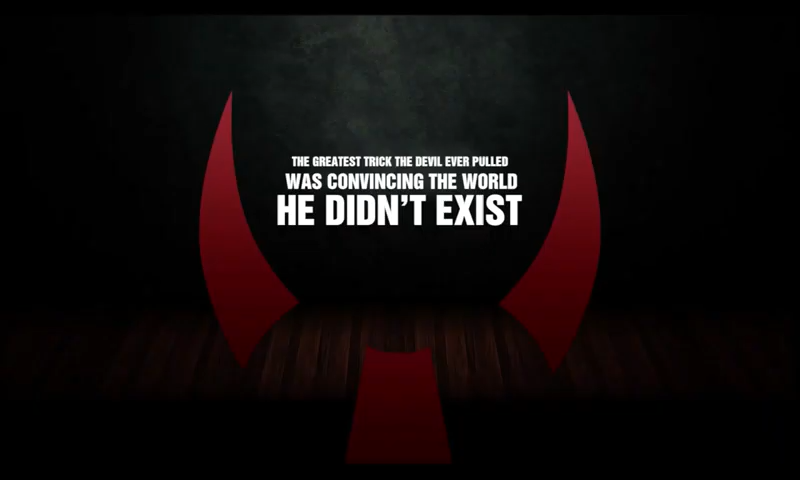 THE GREATEST TRICK THE DEVIL EVER PULLED
WAS CONVINCING THE WORLD
HE DIDN'T EXIST